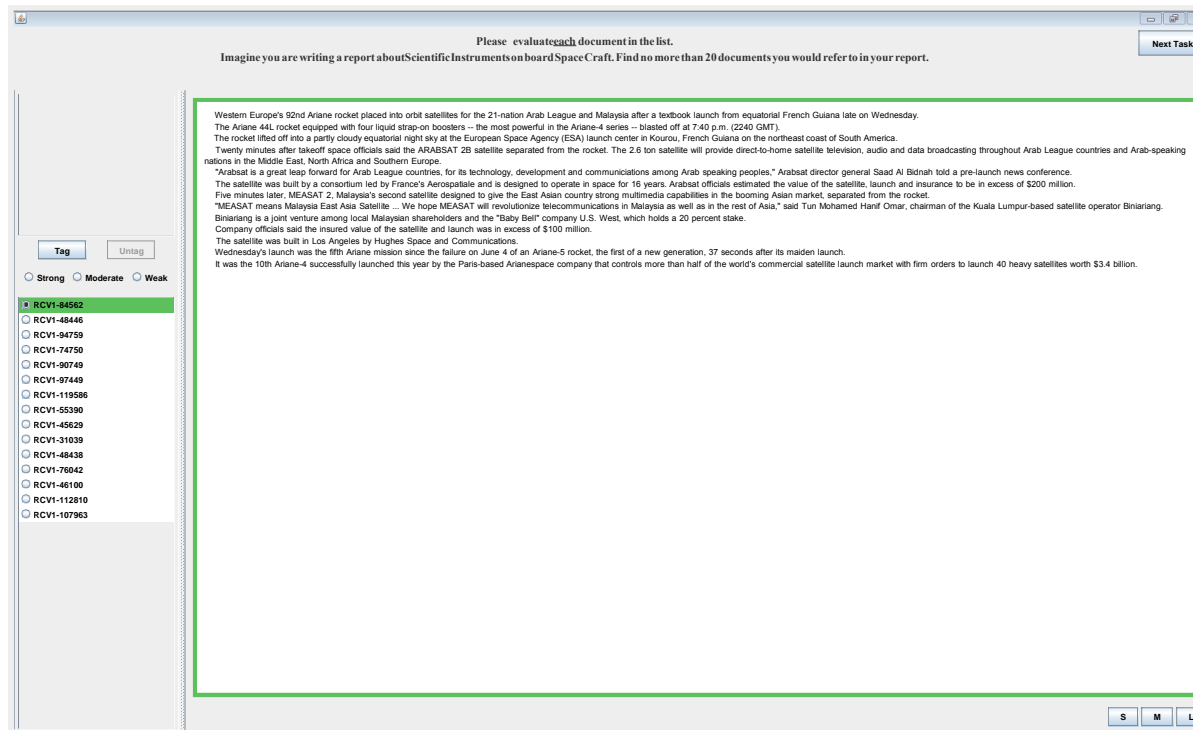 Please evaluate each document in the list.
Imagine you are writing a report about Scientific Instruments on board Space Craft. Find no more than 20 documents you would refer to in your report.
Next Task
Western Europe's 92nd Ariane rocket placed into orbit satellites for the 21-nation Arab League and Malaysia after a textbook launch from equatorial French Guiana late on Wednesday.
The Ariane 44L rocket equipped with four liquid strap-on boosters -- the most powerful in the Ariane-4 series -- blasted off at 7:40 p.m. (2240 GMT).
The rocket lifted off into a partly cloudy equatorial night sky at the European Space Agency (ESA) launch center in Kourou, French Guiana on the northeast coast of South America.
Twenty minutes after takeoff space officials said the ARABSAT 2B satellite separated from the rocket. The 2.6 ton satellite will provide direct-to-home satellite television, audio and data broadcasting throughout Arab League countries and Arab-speaking
nations in the Middle East, North Africa and Southern Europe.
"Arabsat is a great leap forward for Arab League countries, for its technology, development and communiciations among Arab speaking peoples," Arabsat director general Saad Al Bidnah told a pre-launch news conference.
The satellite was built by a consortium led by France's Aerospatiale and is designed to operate in space for 16 years. Arabsat officials estimated the value of the satellite, launch and insurance to be in excess of $200 million.
Five minutes later, MEASAT 2, Malaysia's second satellite designed to give the East Asian country strong multimedia capabilities in the booming Asian market, separated from the rocket.
"MEASAT means Malaysia East Asia Satellite ... We hope MEASAT will revolutionize telecommunications in Malaysia as well as in the rest of Asia," said Tun Mohamed Hanif Omar, chairman of the Kuala Lumpur-based satellite operator Biniariang.
Biniariang is a joint venture among local Malaysian shareholders and the "Baby Bell" company U.S. West, which holds a 20 percent stake.
Company officials said the insured value of the satellite and launch was in excess of $100 million.
The satellite was built in Los Angeles by Hughes Space and Communications.
Wednesday's launch was the fifth Ariane mission since the failure on June 4 of an Ariane-5 rocket, the first of a new generation, 37 seconds after its maiden launch.
It was the 10th Ariane-4 successfully launched this year by the Paris-based Arianespace company that controls more than half of the world's commercial satellite launch market with firm orders to launch 40 heavy satellites worth $3.4 billion.
Tag Untag
Strong Moderate Weak
RCV1-84562
RCV1-48446
RCV1-94759
RCV1-74750
RCV1-90749
RCV1-97449
RCV1-119586
RCV1-55390
RCV1-45629
RCV1-31039
RCV1-48438
RCV1-76042
RCV1-46100
RCV1-112810
RCV1-107963
S M L